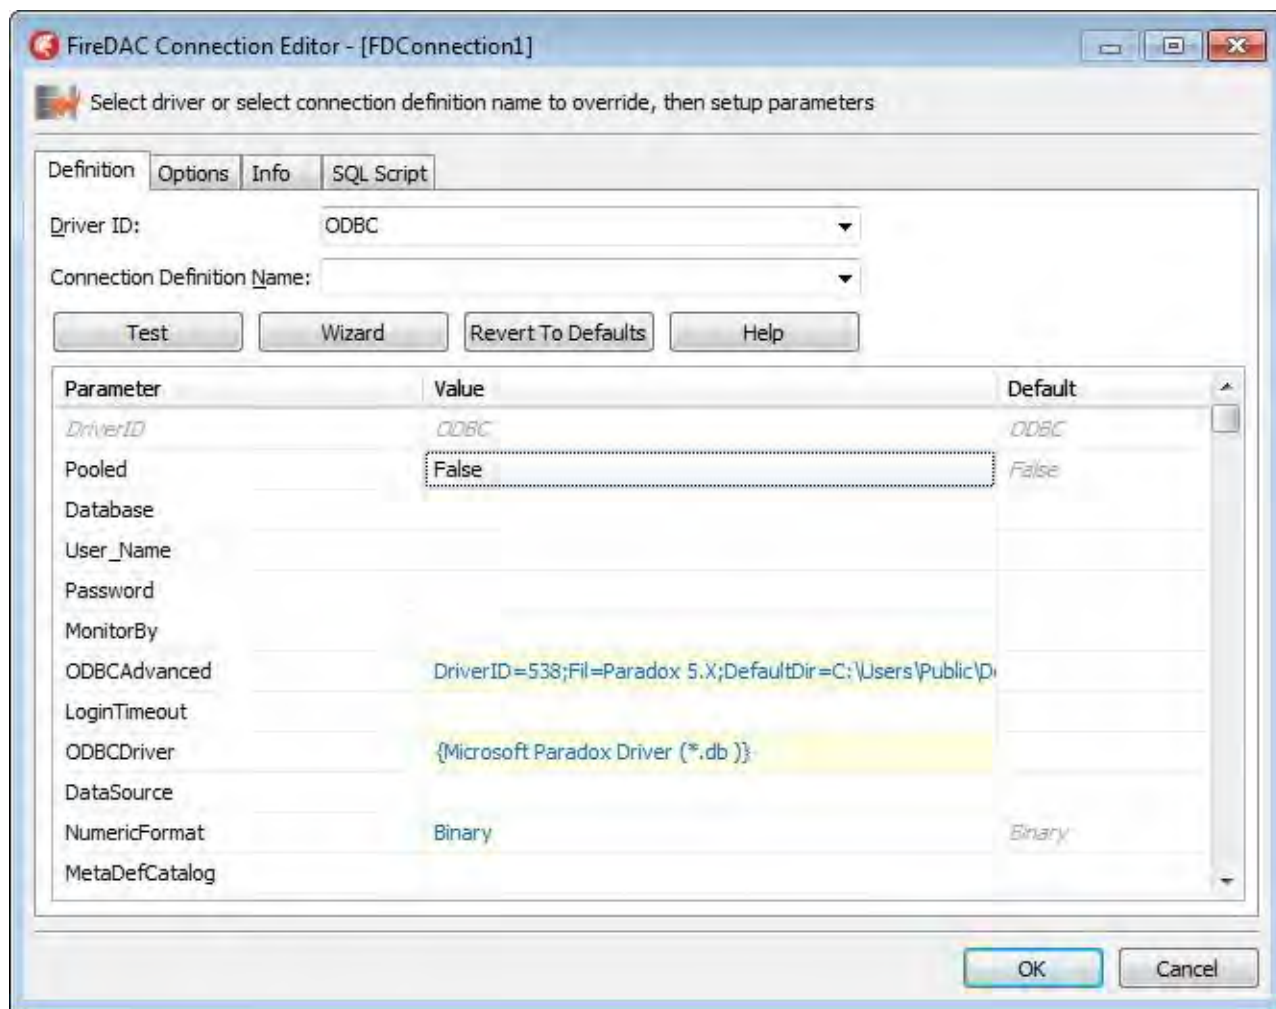 FireDAC Connection Editor - [FDConnection1]
Select driver or select connection definition name to override, then setup parameters
Definition Options Info SQL Script
Driver ID: ODBC
Connection Definition Name:
Test Wizard Revert To Defaults Help
Parameter Value Default
DriverID ODBC ODBC
Pooled False False
Database
User_Name
Password
MonitorBy
ODBCAdvanced DriverID=538;Fil=Paradox 5.X;DefaultDir=C:\Users\Public\D
LoginTimeout
ODBCDriver {Microsoft Paradox Driver (*.db )}
DataSource
NumericFormat Binary Binary
MetaDefCatalog
OK Cancel